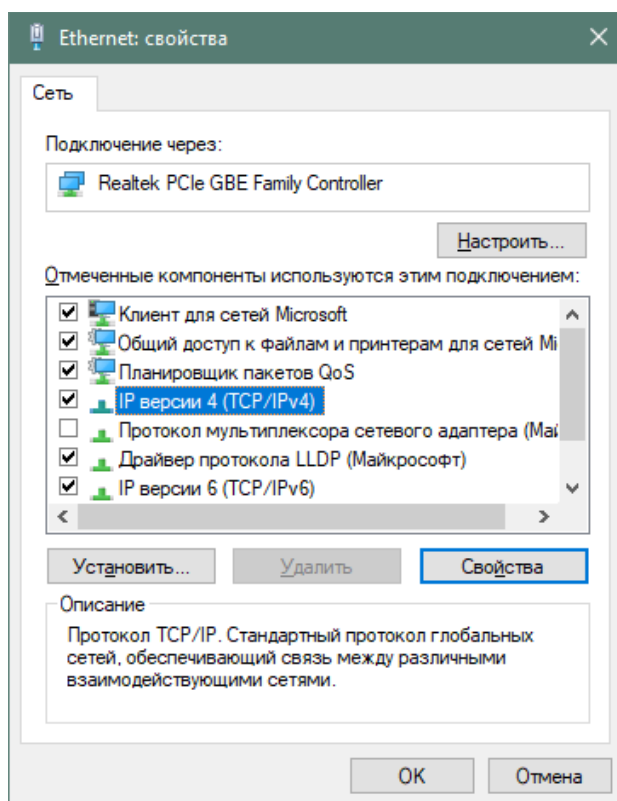 Ethernet: свойства
Сеть
Подключение через:
Realtek PCIe GBE Family Controller
Настроить...
Отмеченные компоненты используются этим подключением:
Клиент для сетей Microsoft
Общий доступ к файлам и принтерам для сетей Mi
Планировщик пакетов QoS
IP версии 4 (TCP/IPv4)
Протокол мультиплексора сетевого адаптера (Май
Драйвер протокола LLDP (Майкрософт)
IP версии 6 (TCP/IPv6)
Установить... Удалить Свойства
Описание
Протокол TCP/IP. Стандартный протокол глобальных
сетей, обеспечивающий связь между различными
взаимодействующими сетями.
OK Отмена